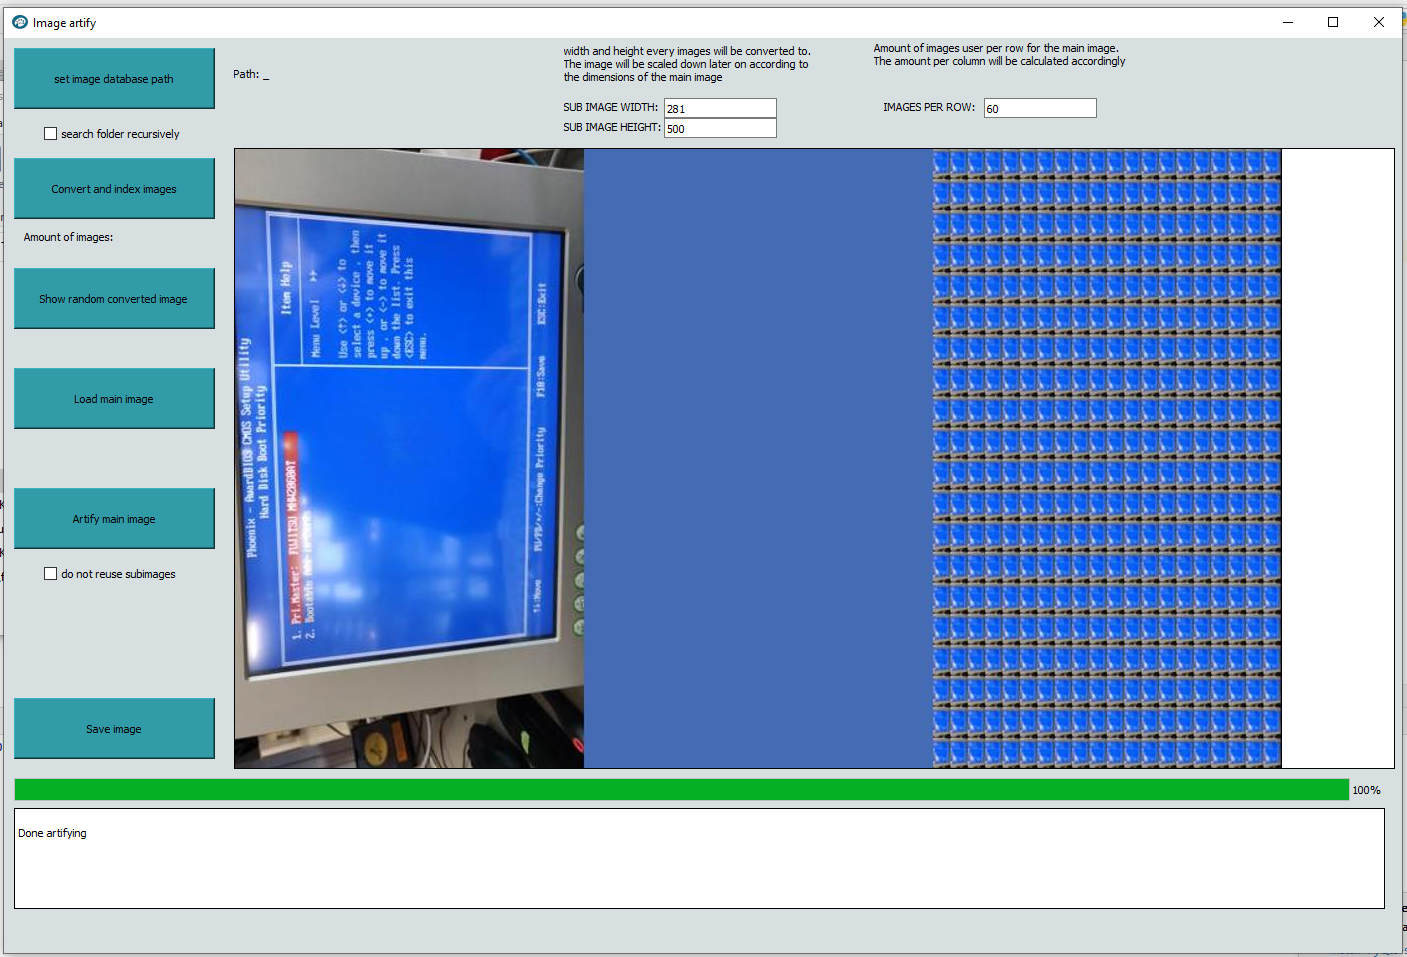 Image artify
set image database path
Path: _
width and height every images will be converted to.
The image will be scaled down later on according to
the dimensions of the main image
Amount of images user per row for the main image.
The amount per column will be calculated accordingly
SUB IMAGE WIDTH: 281
SUB IMAGE HEIGHT: 500
IMAGES PER ROW: 60
search folder recursively
Convert and index images
Amount of images:
Show random converted image
Load main image
Artify main image
do not reuse subimages
Save image
Phoenix - AwardBIOS CMOS Setup Utility
Hard Disk Boot Priority
1. Pri.Master: FUJITSU
2. Bootable
Item Help
Menu Level >>
Use <↑> or <↓> to
select a device , then
press <+> to move it
up , or <-> to move it
down the list. Press
<ESC> to exit this
menu.
↑↓:Move PU/PD/+/-:Change Priority F10:Save ESC:Exit
100%
Done artifying